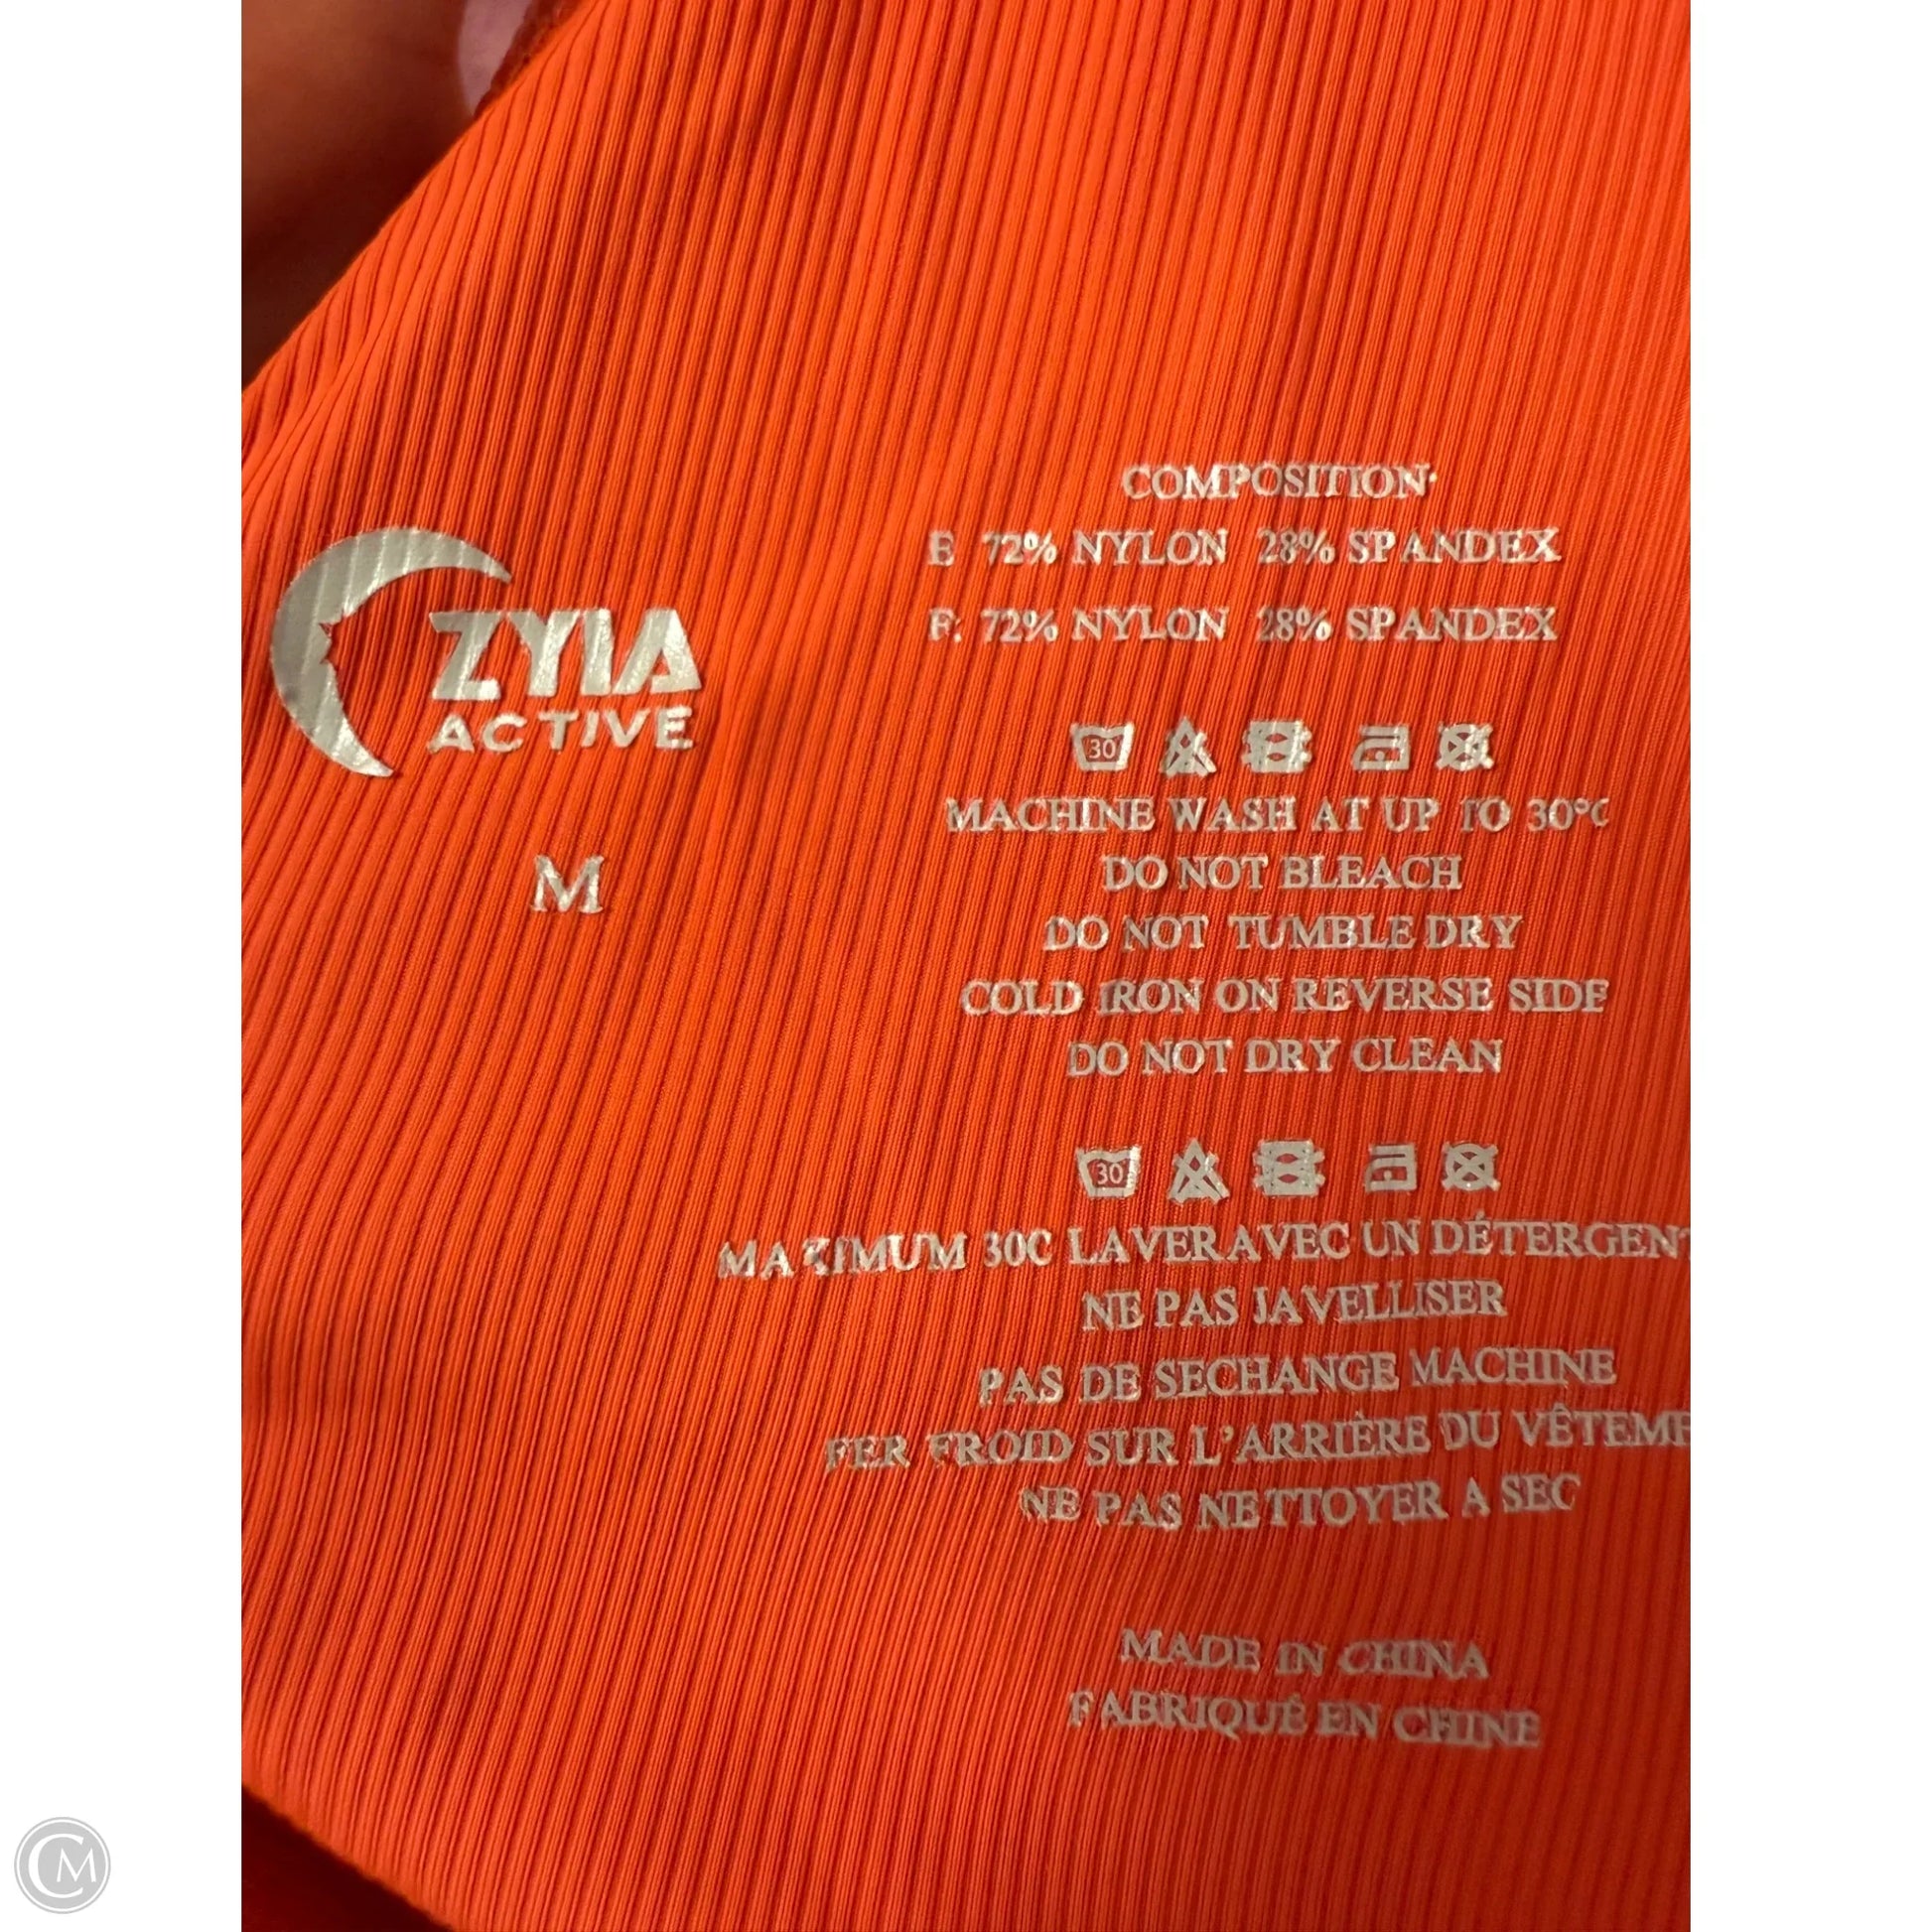 ZYIA
ACTIVE
M
COMPOSITION:
B 72% NYLON 28% SPANDEX
F: 72% NYLON 28% SPANDEX
30
MACHINE WASH AT UP TO 30°C
DO NOT BLEACH
DO NOT TUMBLE DRY
COLD IRON ON REVERSE SIDE
DO NOT DRY CLEAN
30
MAXIMUM 30C LAVER AVEC UN DÉTERGENT
NE PAS JAVELLISER
PAS DE SECHANGE MACHINE
FER FROID SUR L'ARRIÈRE DU VÊTEME
NE PAS NETTOYER A SEC
MADE IN CHINA
FABRIQUÉ EN CHINE
CM